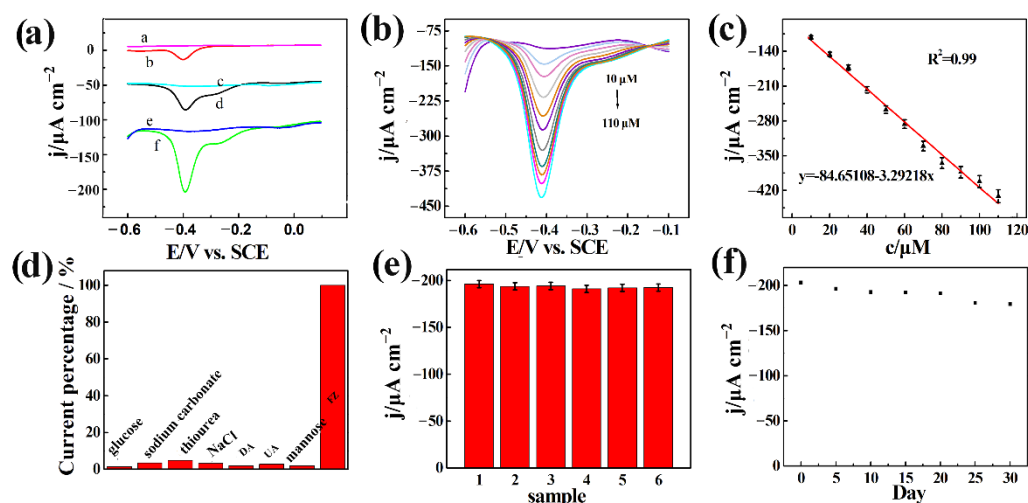 (a)
a
b
c
d
e
f
0
−50
−100
−150
−200
j/μA cm⁻²
−0.6
−0.4
−0.2
0.0
E/V vs. SCE
(b)
−75
−150
−225
−300
−375
−450
j/μA cm⁻²
10 μM
110 μM
−0.6
−0.5
−0.4
−0.3
−0.2
−0.1
E/V vs. SCE
(c)
−140
−210
−280
−350
−420
j/μA cm⁻²
R²=0.99
y=-84.65108-3.29218x
0
20
40
60
80
100
120
c/μM
(d)
100
80
60
40
20
0
Current percentage / %
glucose
sodium carbonate
thiourea
NaCl
DA
UA
mannose
FZ
(e)
−200
−150
−100
−50
0
j/μA cm⁻²
1
2
3
4
5
6
sample
(f)
−200
−150
−100
−50
0
j/μA cm⁻²
0
5
10
15
20
25
30
Day